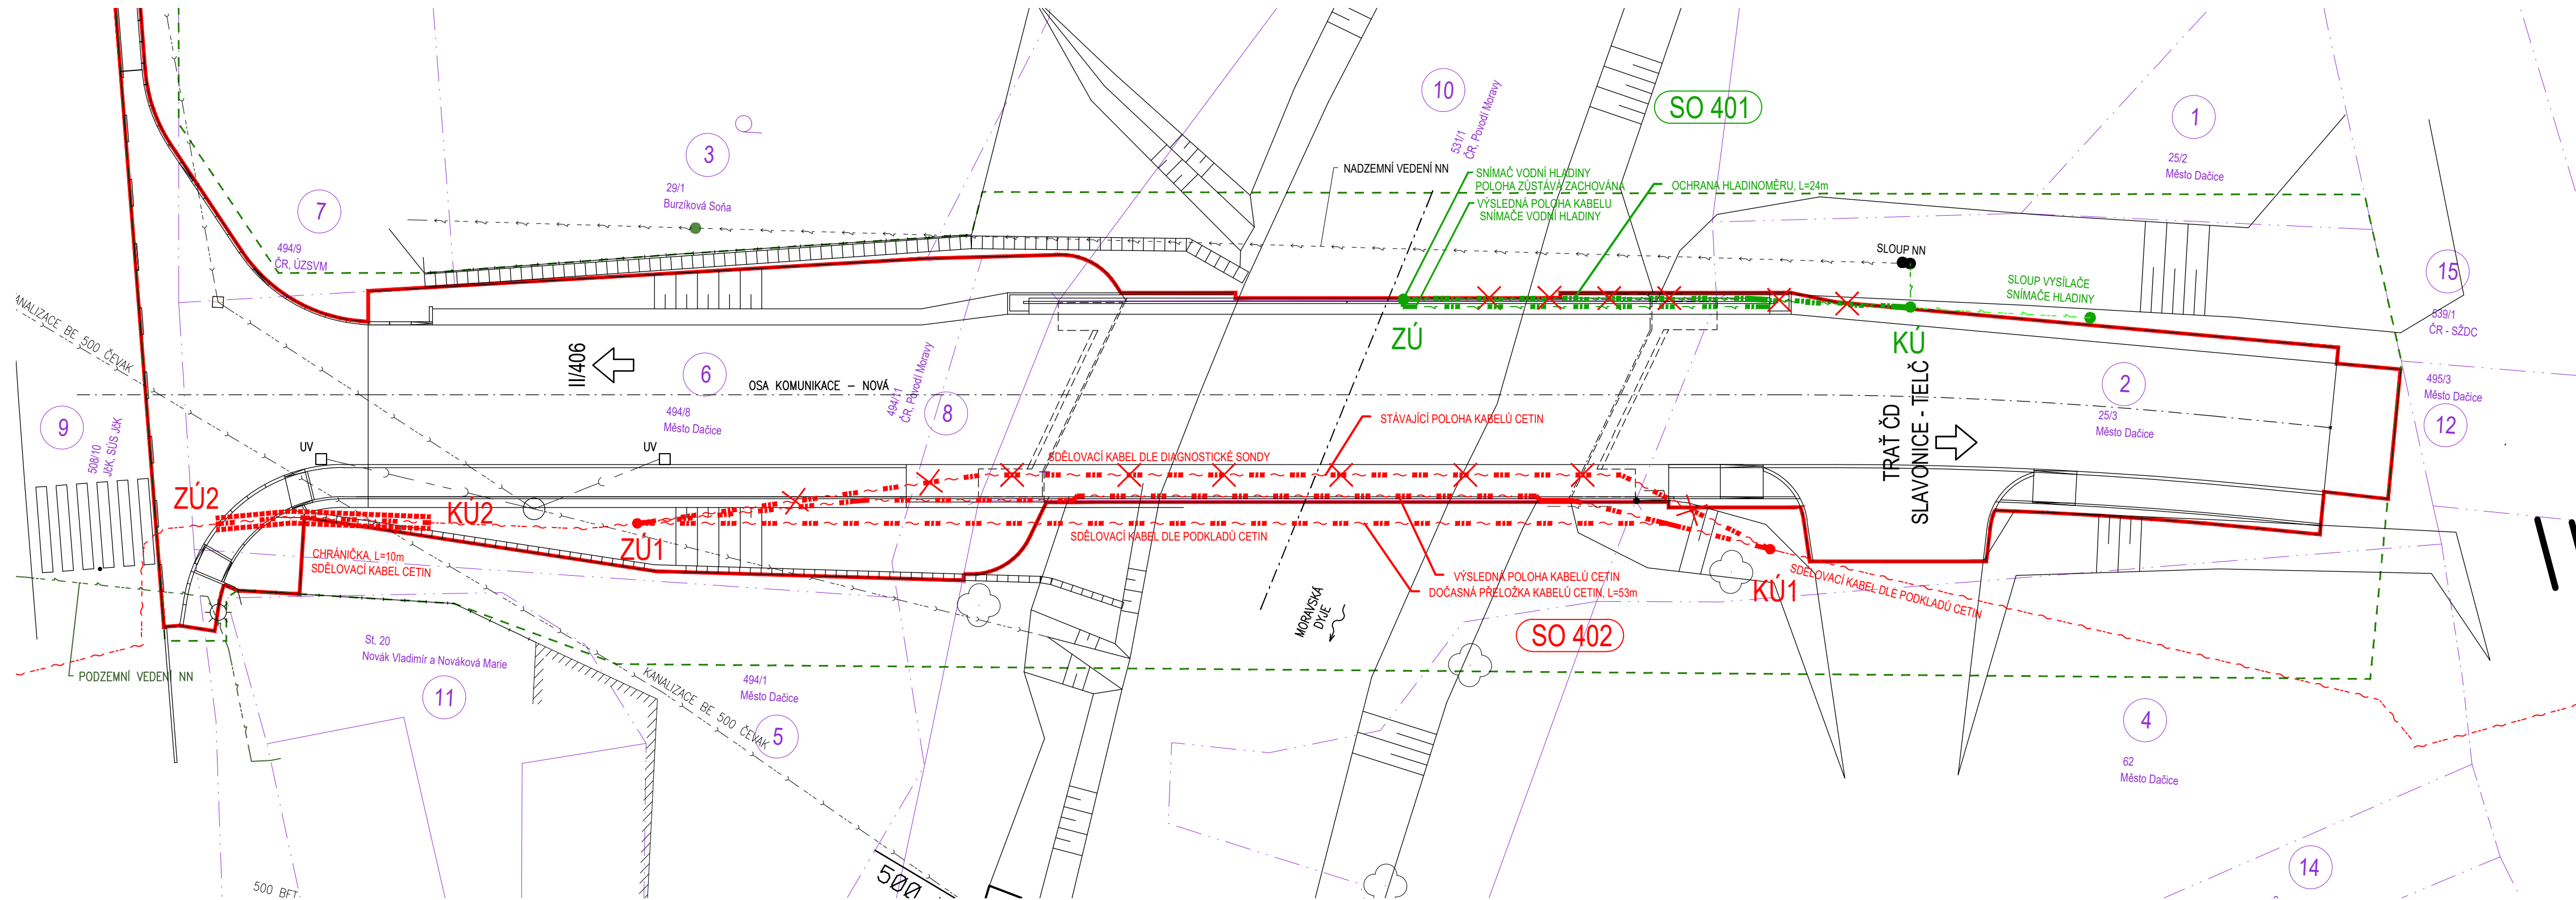 10
531/1
ČR, Povodí Moravy
SO 401
1
25/2
Město Dačice
3
29/1
Burzíková Soňa
NADZEMNÍ VEDENÍ NN
SNÍMAČ VODNÍ HLADINY
POLOHA ZŮSTÁVÁ ZACHOVÁNA
VÝSLEDNÁ POLOHA KABELU
SNÍMAČE VODNÍ HLADINY
OCHRANA HLADINOMĚRU, L=24m
7
494/9
ČR, ÚZSVM
SLOUP NN
SLOUP VYSÍLAČE
SNÍMAČE HLADINY
15
539/1
ČR - SŽDC
KANALIZACE BE 500 ČEVAK
ZÚ
KÚ
II/406
6
OSA KOMUNIKACE – NOVÁ
494/8
Město Dačice
494/11
ČR, Povodí Moravy
8
TRAŤ ČD
SLAVONICE - TELČ
2
25/3
Město Dačice
495/3
Město Dačice
12
9
508/10
JčK, SÚS JčK
UV
UV
STÁVAJÍCÍ POLOHA KABELŮ CETIN
SDĚLOVACÍ KABEL DLE DIAGNOSTICKÉ SONDY
ZÚ2
KÚ2
ZÚ1
SDĚLOVACÍ KABEL DLE PODKLADŮ CETIN
CHRÁNIČKA, L=10m
SDĚLOVACÍ KABEL CETIN
VÝSLEDNÁ POLOHA KABELŮ CETIN
DOČASNÁ PŘELOŽKA KABELŮ CETIN, L=53m
KÚ1
SDĚLOVACÍ KABEL DLE PODKLADŮ CETIN
MORAVSKÁ
DYJE
SO 402
St. 20
Novák Vladimír a Nováková Marie
11
PODZEMNÍ VEDENÍ NN
KANALIZACE BE 500 ČEVAK
494/1
Město Dačice
5
4
62
Město Dačice
14
500 BET
500